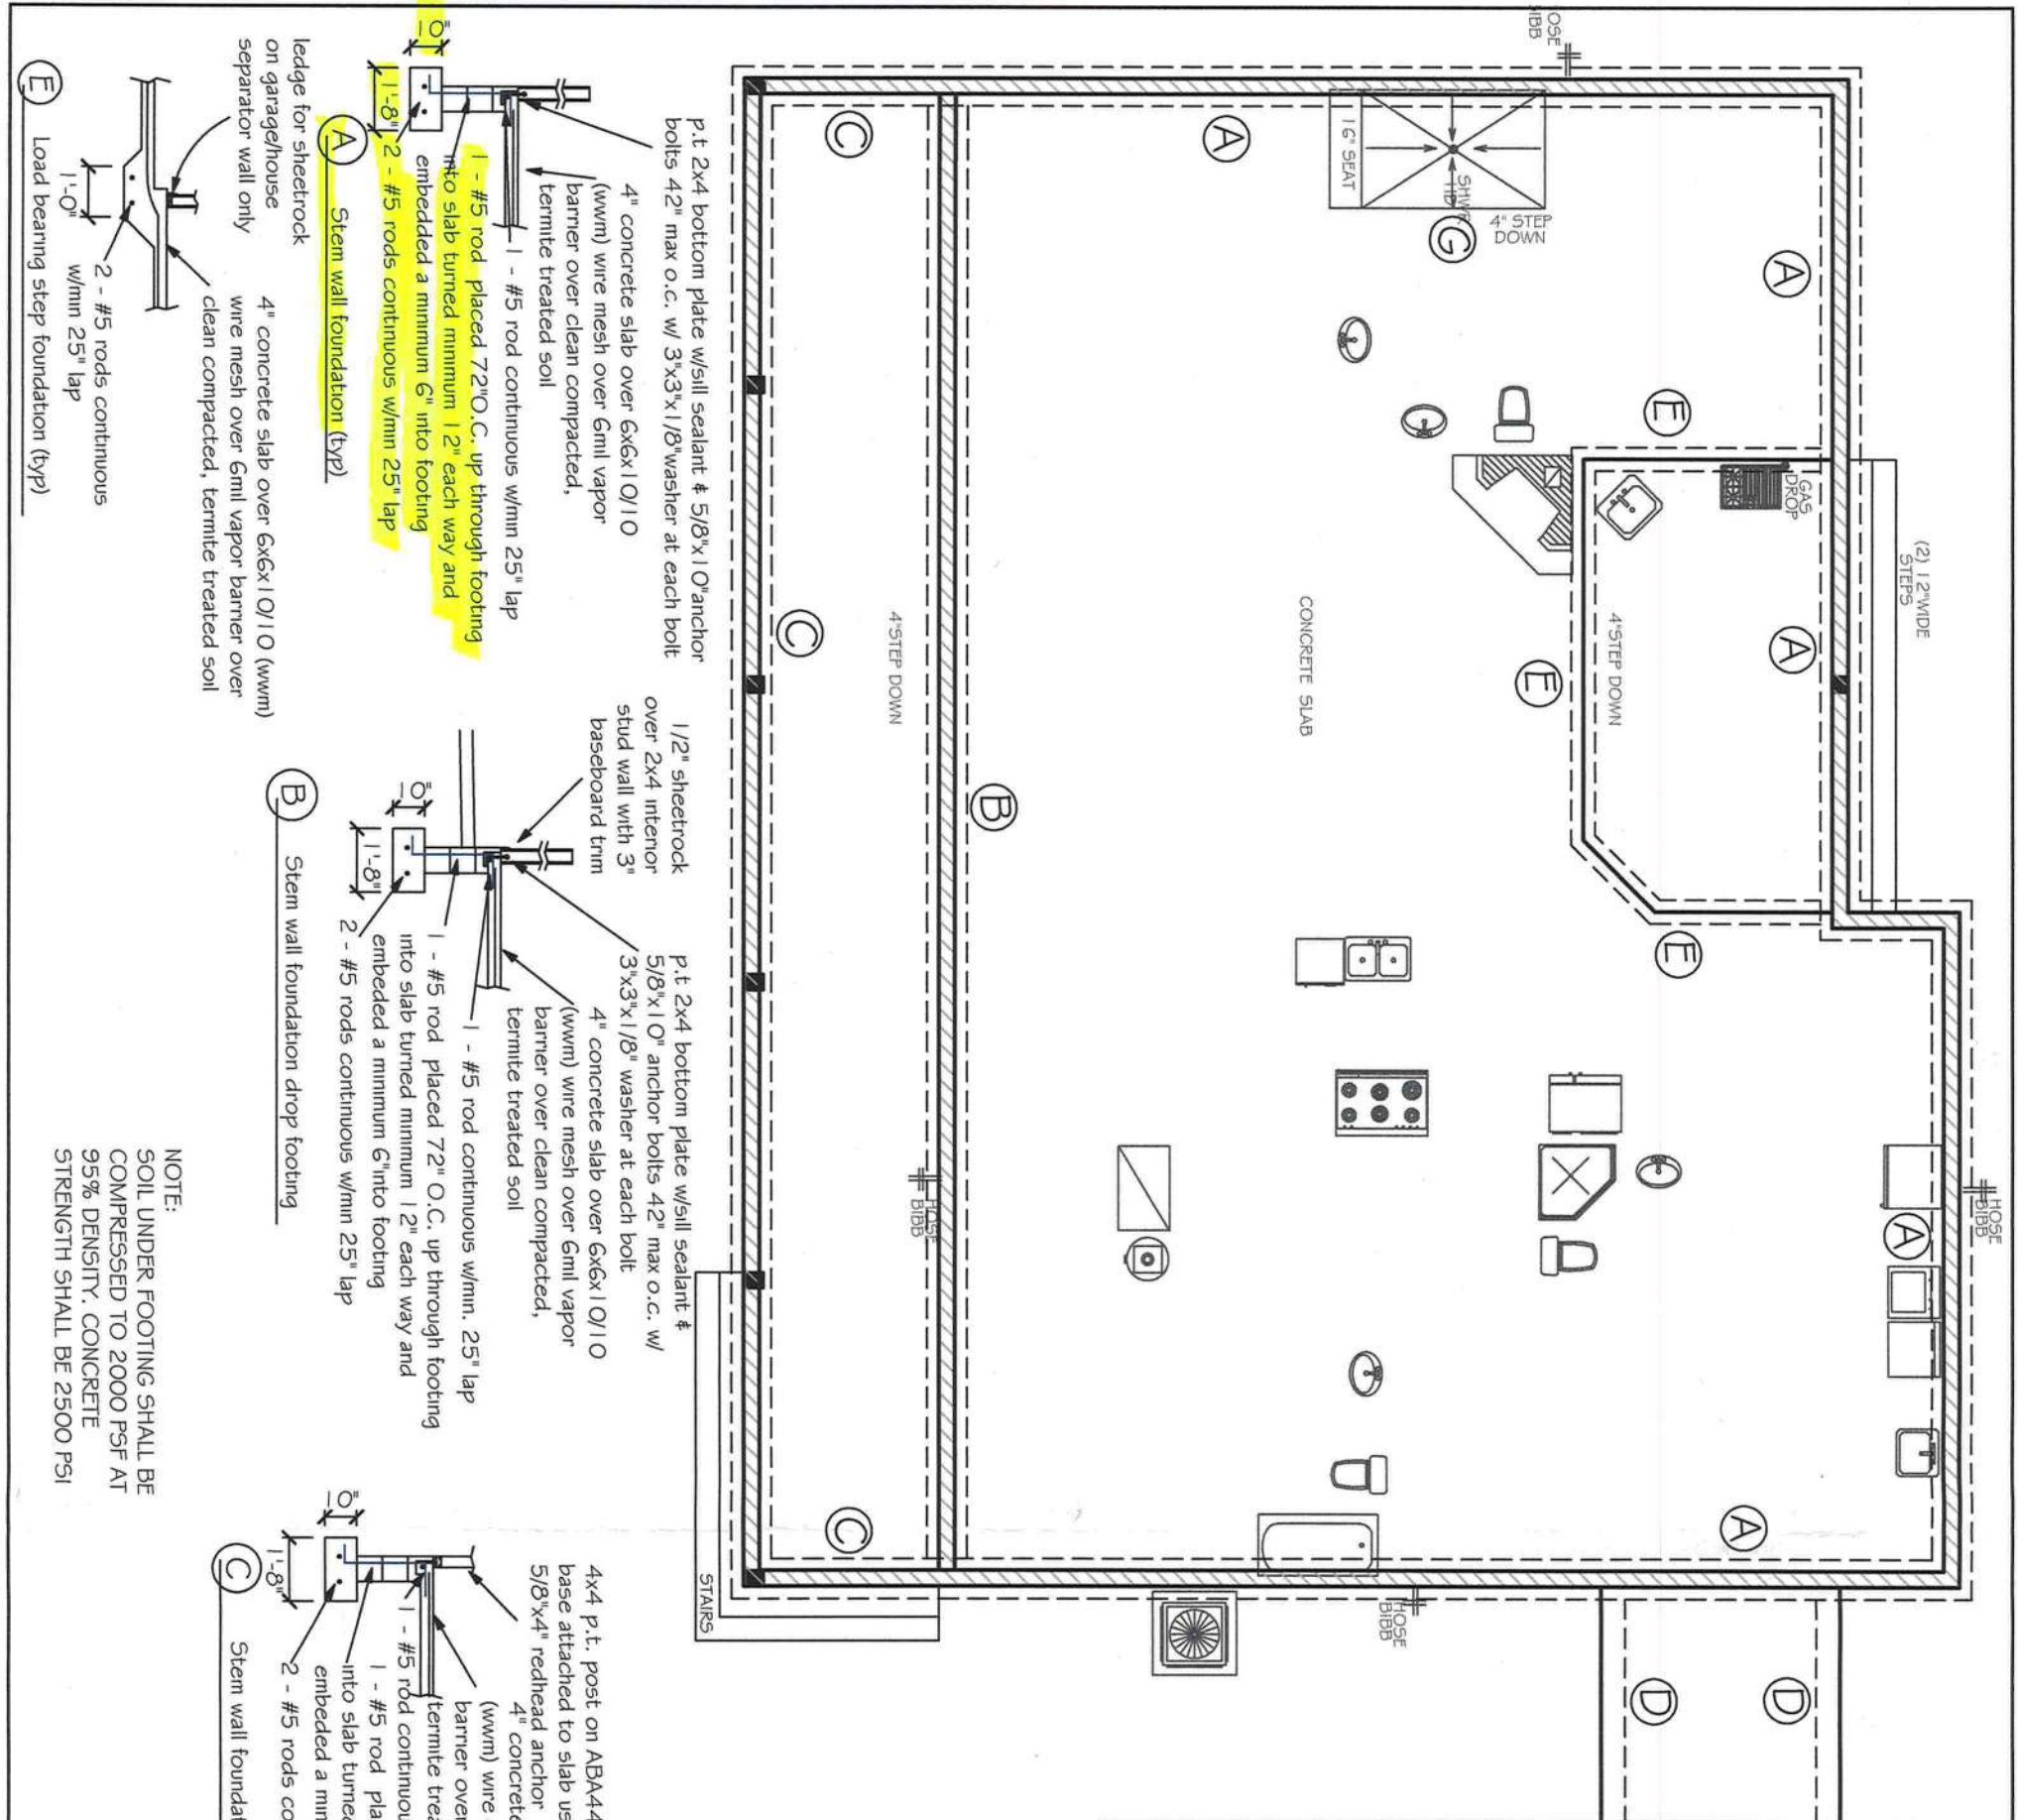 HOSE
BIBB
(2) 12"WIDE
STEPS
HOSE
BIBB
A
A
A
A
GAS
DROP
4"STEP DOWN
E
E
E
D
D
4" STEP
DOWN
G
16" SEAT
CONCRETE SLAB
HOSE
BIBB
A
B
HOSE
BIBB
4"STEP DOWN
C
C
C
STAIRS
p.t 2x4 bottom plate w/sill sealant & 5/8"x10"anchor
bolts 42" max o.c. w/ 3"x3"x1/8"washer at each bolt
4" concrete slab over 6x6x10/10
(wwm) wire mesh over 6mil vapor
barrier over clean compacted,
termite treated soil
1 - #5 rod continuous w/min 25" lap
1 - #5 rod placed 72"O.C. up through footing
into slab turned minimum 12" each way and
embedded a minimum 6" into footing
2 - #5 rods continuous w/min 25" lap
10"
1'-8"
A
Stem wall foundation (typ)
1/2" sheetrock
over 2x4 interior
stud wall with 3"
baseboard trim
p.t 2x4 bottom plate w/sill sealant &
5/8"x10" anchor bolts 42" max o.c. w/
3"x3"x1/8" washer at each bolt
4" concrete slab over 6x6x10/10
(wwm) wire mesh over 6mil vapor
barrier over clean compacted,
termite treated soil
1 - #5 rod continuous w/min. 25" lap
1 - #5 rod placed 72" O.C. up through footing
into slab turned minimum 12" each way and
embeded a minimum 6"into footing
2 - #5 rods continuous w/min 25" lap
10"
1'-8"
B
Stem wall foundation drop footing
4x4 p.t. post on ABA44
base attached to slab us
5/8"x4" redhead anchor
4" concrete
(wwm) wire
barrier over
termite trea
1 - #5 rod continuou
1 - #5 rod pla
into slab turned
embeded a min
2 - #5 rods co
10"
1'-8"
C
Stem wall foundat
ledge for sheetrock
on garage/house
separator wall only
4" concrete slab over 6x6x10/10 (wwm)
wire mesh over 6mil vapor barrier over
clean compacted, termite treated soil
2 - #5 rods continuous
w/min 25" lap
1'-0"
E
Load bearing step foundation (typ)
NOTE:
SOIL UNDER FOOTING SHALL BE
COMPRESSED TO 2000 PSF AT
95% DENSITY. CONCRETE
STRENGTH SHALL BE 2500 PSI